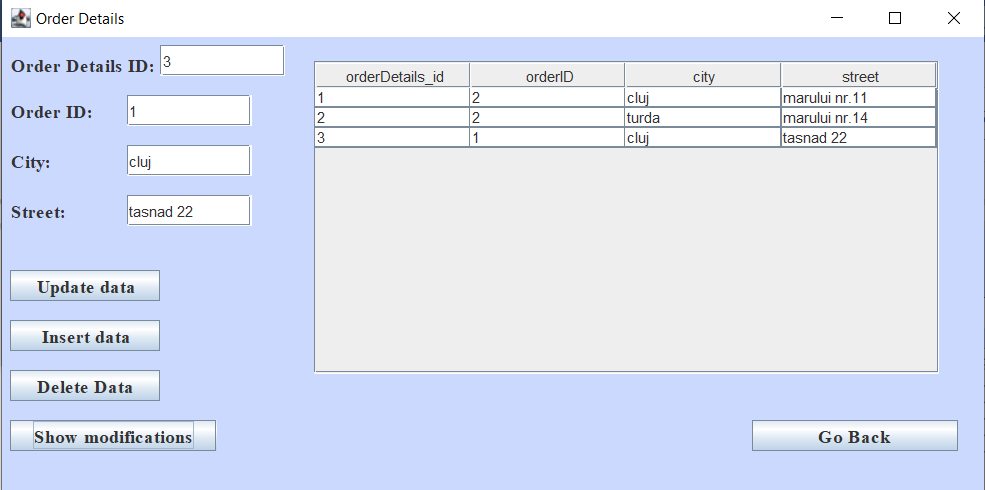 Order Details
Order Details ID: 3
Order ID: 1
City: cluj
Street: tasnad 22
Update data
Insert data
Delete Data
Show modifications
orderDetails_id orderID city street
1 2 cluj marului nr.11
2 2 turda marului nr.14
3 1 cluj tasnad 22
Go Back